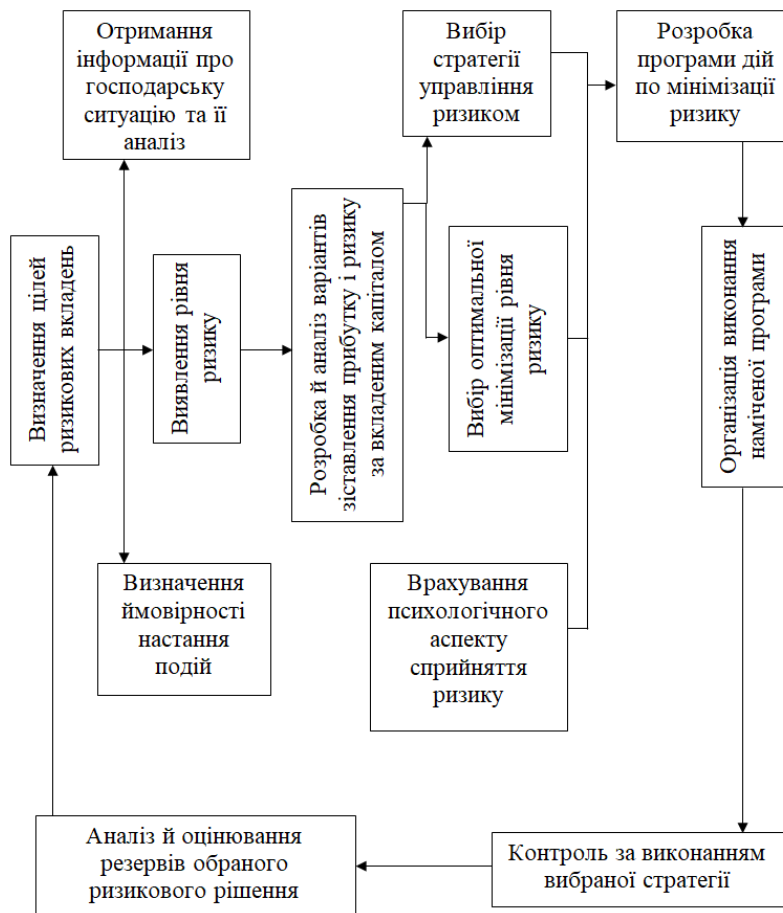 Отримання
інформації про
господарську
ситуацію та її
аналіз
Вибір
стратегії
управління
ризиком
Розробка
програми дій
по мінімізації
ризику
Визначення цілей
ризикових вкладень
Виявлення рівня
ризику
Розробка й аналіз варіантів
зіставлення прибутку і ризику
за вкладеним капіталом
Вибір оптимальної
мінімізації рівня
ризику
Організація виконання
наміченої програми
Визначення
ймовірності
настання
подій
Врахування
психологічного
аспекту
сприйняття
ризику
Аналіз й оцінювання
резервів обраного
ризикового рішення
Контроль за виконанням
вибраної стратегії